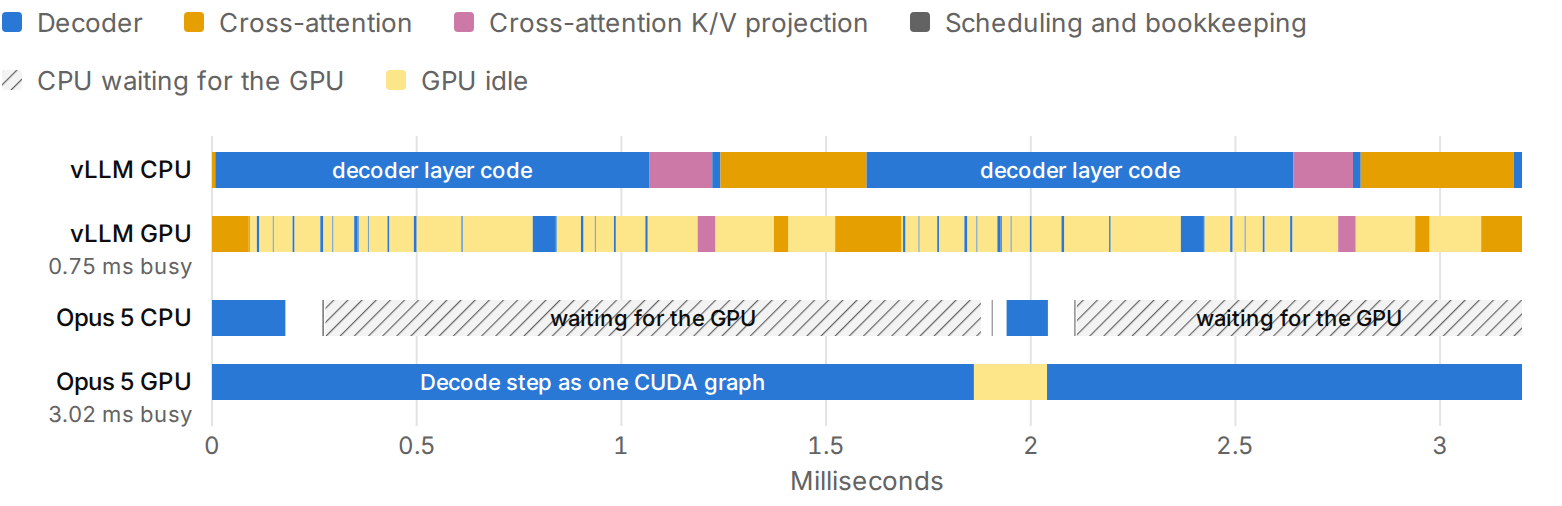 Decoder Cross-attention Cross-attention K/V projection Scheduling and bookkeeping
CPU waiting for the GPU GPU idle
vLLM CPU decoder layer code decoder layer code
vLLM GPU
0.75 ms busy
Opus 5 CPU waiting for the GPU waiting for the GPU
Opus 5 GPU Decode step as one CUDA graph
3.02 ms busy
0 0.5 1 1.5 2 2.5 3
Milliseconds